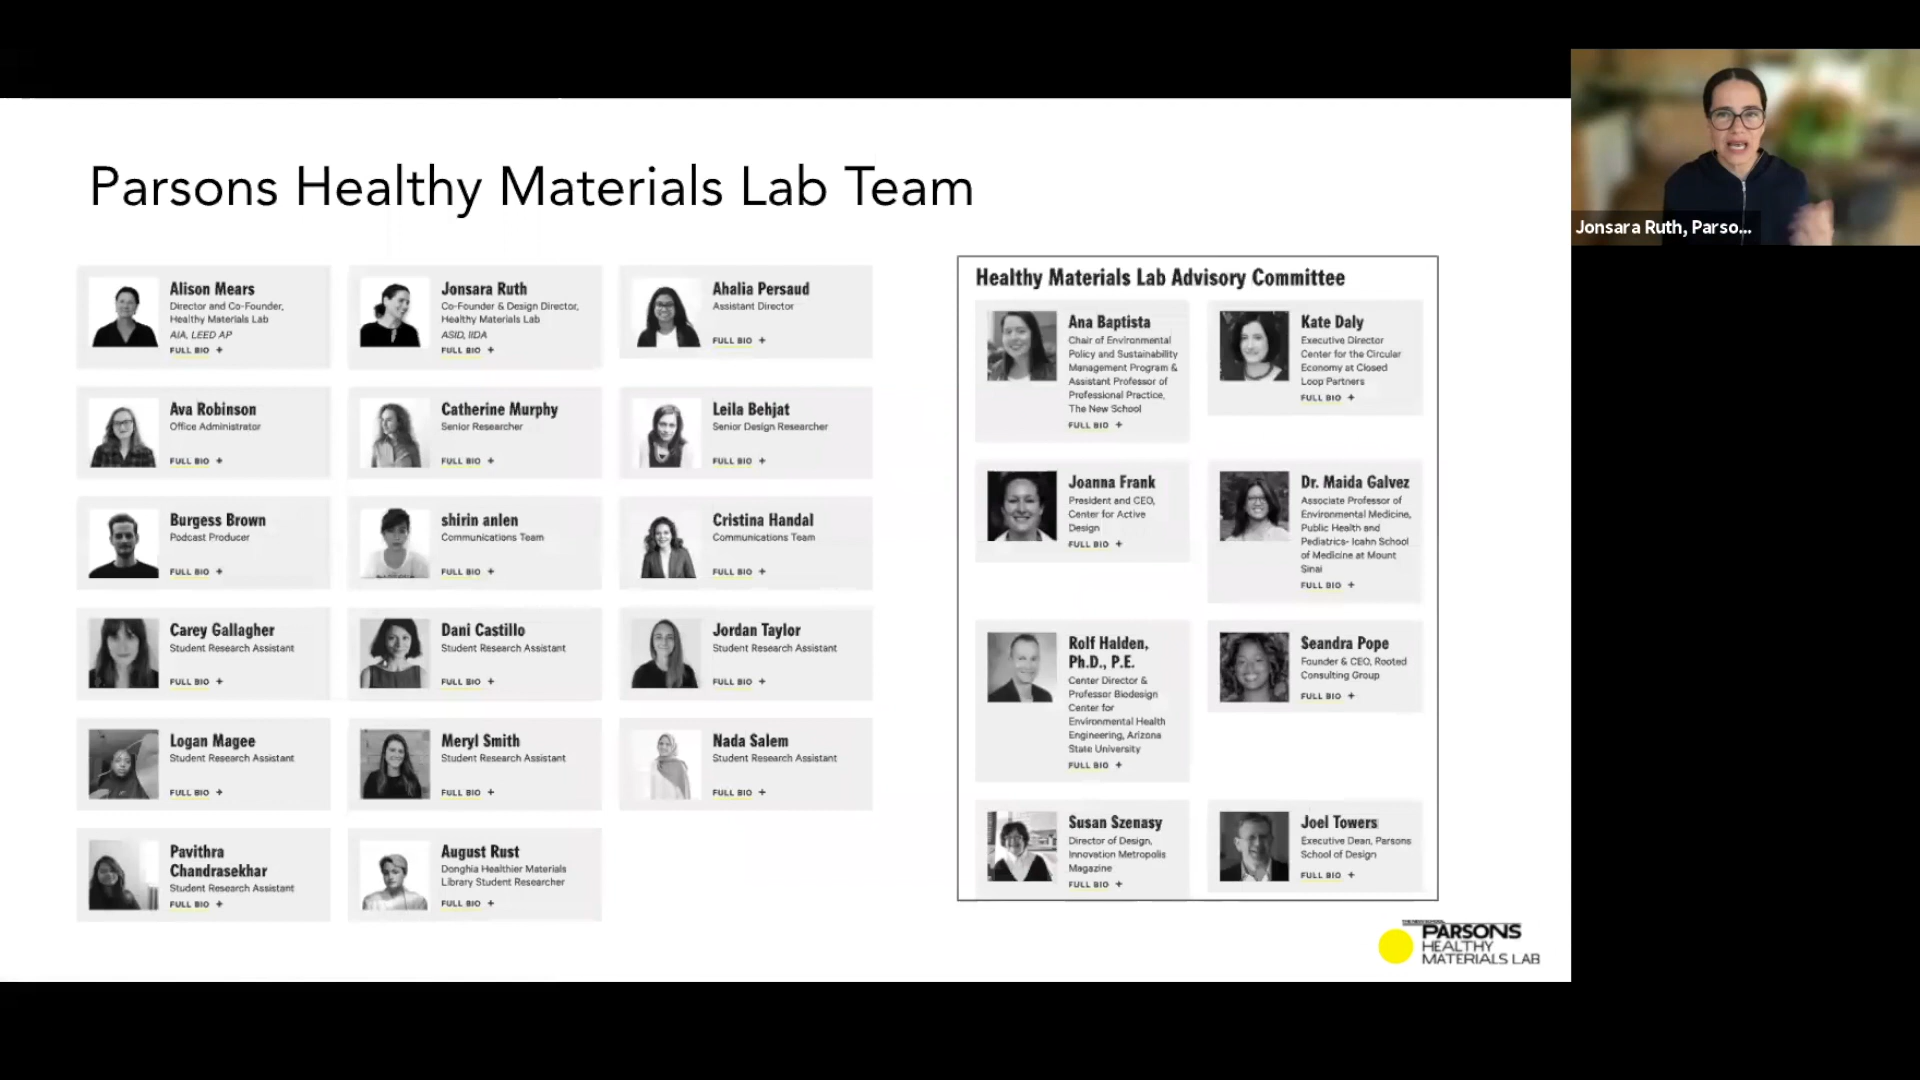 Parsons Healthy Materials Lab Team
Alison Mears
Director and Co-Founder,
Healthy Materials Lab
AIA, LEED AP
FULL BIO +
Jonsara Ruth
Co-Founder & Design Director,
Healthy Materials Lab
ASID, IIDA
FULL BIO +
Ahalia Persaud
Assistant Director
FULL BIO +
Ava Robinson
Office Administrator
FULL BIO +
Catherine Murphy
Senior Researcher
FULL BIO +
Leila Behjat
Senior Design Researcher
FULL BIO +
Burgess Brown
Podcast Producer
FULL BIO +
shirin anlen
Communications Team
FULL BIO +
Cristina Handal
Communications Team
FULL BIO +
Carey Gallagher
Student Research Assistant
FULL BIO +
Dani Castillo
Student Research Assistant
FULL BIO +
Jordan Taylor
Student Research Assistant
FULL BIO +
Logan Magee
Student Research Assistant
FULL BIO +
Meryl Smith
Student Research Assistant
FULL BIO +
Nada Salem
Student Research Assistant
FULL BIO +
Pavithra
Chandrasekhar
Student Research Assistant
FULL BIO +
August Rust
Donghia Healthier Materials
Library Student Researcher
FULL BIO +
Healthy Materials Lab Advisory Committee
Ana Baptista
Chair of Environmental
Policy and Sustainability
Management Program &
Assistant Professor of
Professional Practice,
The New School
FULL BIO +
Kate Daly
Executive Director
Center for the Circular
Economy at Closed
Loop Partners
FULL BIO +
Joanna Frank
President and CEO,
Center for Active
Design
FULL BIO +
Dr. Maida Galvez
Associate Professor of
Environmental Medicine,
Public Health and
Pediatrics- Icahn School
of Medicine at Mount
Sinai
FULL BIO +
Rolf Halden,
Ph.D., P.E.
Center Director &
Professor Biodesign
Center for
Environmental Health
Engineering, Arizona
State University
FULL BIO +
Seandra Pope
Founder & CEO, Rooted
Consulting Group
FULL BIO +
Susan Szenasy
Director of Design,
Innovation Metropolis
Magazine
FULL BIO +
Joel Towers
Executive Dean, Parsons
School of Design
FULL BIO +
PARSONS
HEALTHY
MATERIALS LAB
Jonsara Ruth, Parso...